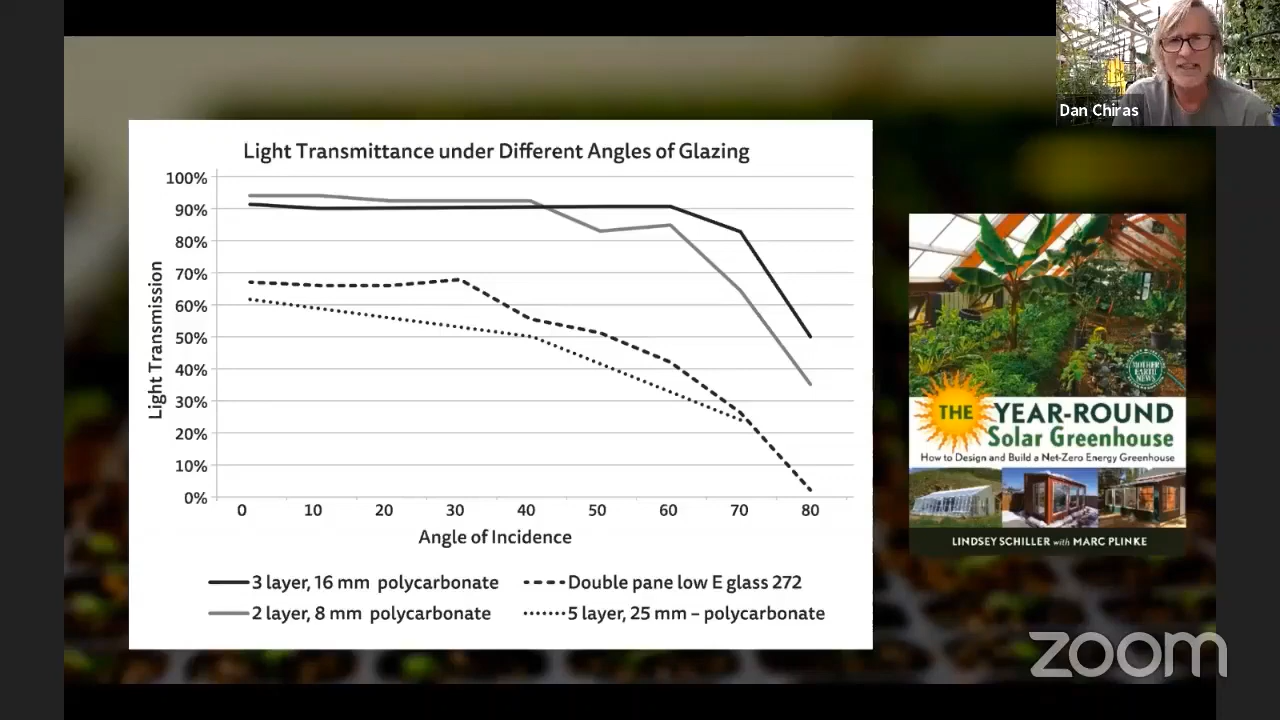 Dan Chiras
Light Transmittance under Different Angles of Glazing
100%
90%
80%
70%
60%
50%
40%
30%
20%
10%
0%
Light Transmission
0 10 20 30 40 50 60 70 80
Angle of Incidence
3 layer, 16 mm polycarbonate
Double pane low E glass 272
2 layer, 8 mm polycarbonate
5 layer, 25 mm – polycarbonate
MOTHER
EARTH
NEWS
THE YEAR-ROUND
Solar Greenhouse
How to Design and Build a Net-Zero Energy Greenhouse
LINDSEY SCHILLER with MARC PLINKE
zoom